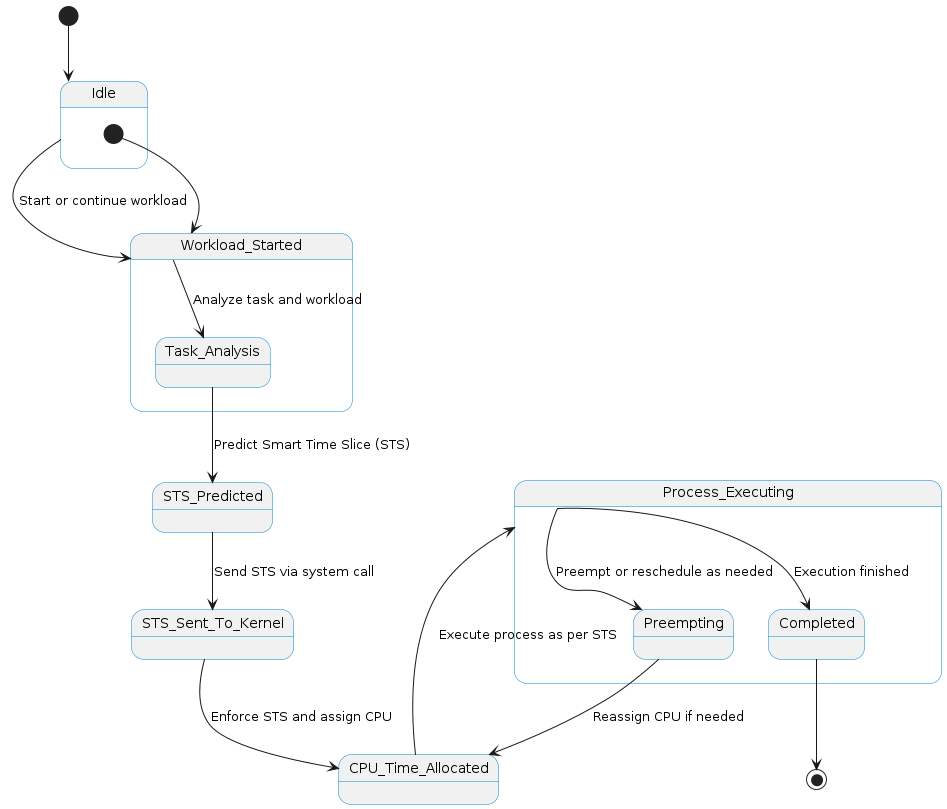 Idle
Start or continue workload
Workload_Started
Analyze task and workload
Task_Analysis
Predict Smart Time Slice (STS)
STS_Predicted
Process_Executing
Send STS via system call
Preempt or reschedule as needed
Execution finished
STS_Sent_To_Kernel
Preempting
Completed
Execute process as per STS
Enforce STS and assign CPU
Reassign CPU if needed
CPU_Time_Allocated